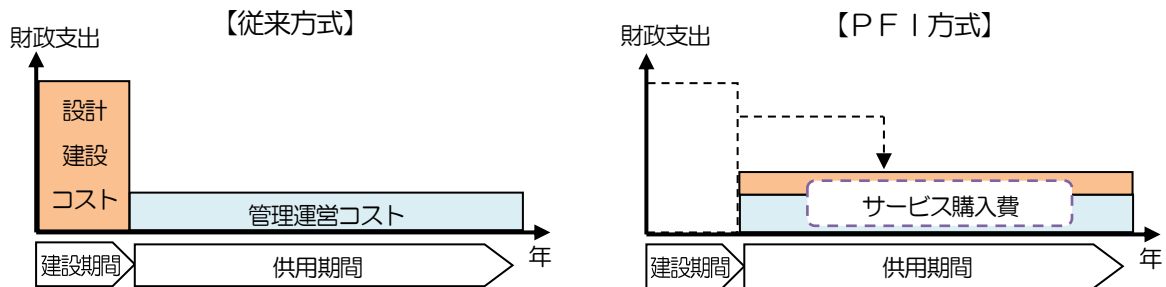 【従来方式】
財政支出
設計
建設
コスト
管理運営コスト
年
建設期間
供用期間
【ＰＦＩ方式】
財政支出
サービス購入費
年
建設期間
供用期間